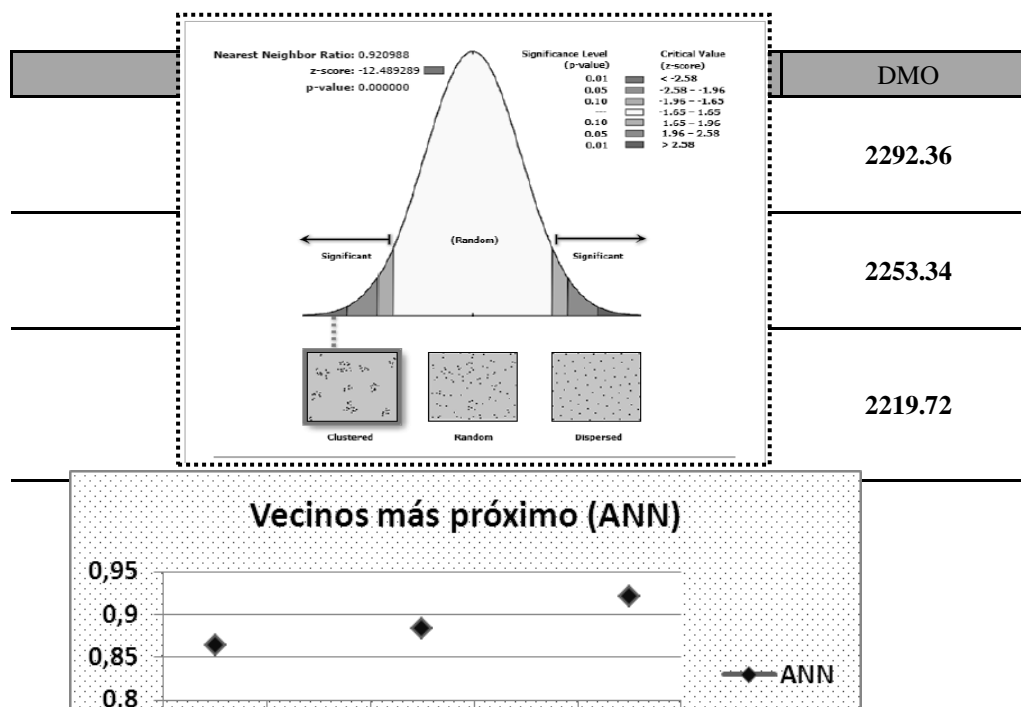 DMO
2292.36
2253.34
2219.72
Nearest Neighbor Ratio: 0.920988
z-score: -12.489289
p-value: 0.000000
Significance Level Critical Value
(p-value) (z-score)
0.01 < -2.58
0.05 -2.58 – -1.96
0.10 -1.96 – -1.65
--- -1.65 – 1.65
0.10 1.65 – 1.96
0.05 1.96 – 2.58
0.01 > 2.58
(Random)
Significant Significant
Clustered Random Dispersed
Vecinos más próximo (ANN)
0,95
0,9
0,85
0,8
ANN